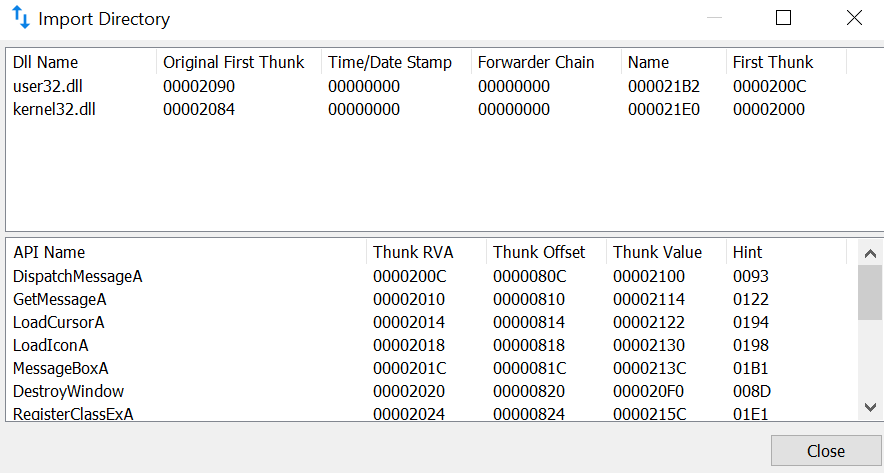 Import Directory
Dll Name Original First Thunk Time/Date Stamp Forwarder Chain Name First Thunk
user32.dll 00002090 00000000 00000000 000021B2 0000200C
kernel32.dll 00002084 00000000 00000000 000021E0 00002000
API Name Thunk RVA Thunk Offset Thunk Value Hint
DispatchMessageA 0000200C 0000080C 00002100 0093
GetMessageA 00002010 00000810 00002114 0122
LoadCursorA 00002014 00000814 00002122 0194
LoadIconA 00002018 00000818 00002130 0198
MessageBoxA 0000201C 0000081C 0000213C 01B1
DestroyWindow 00002020 00000820 000020F0 008D
RegisterClassExA 00002024 00000824 0000215C 01E1
Close